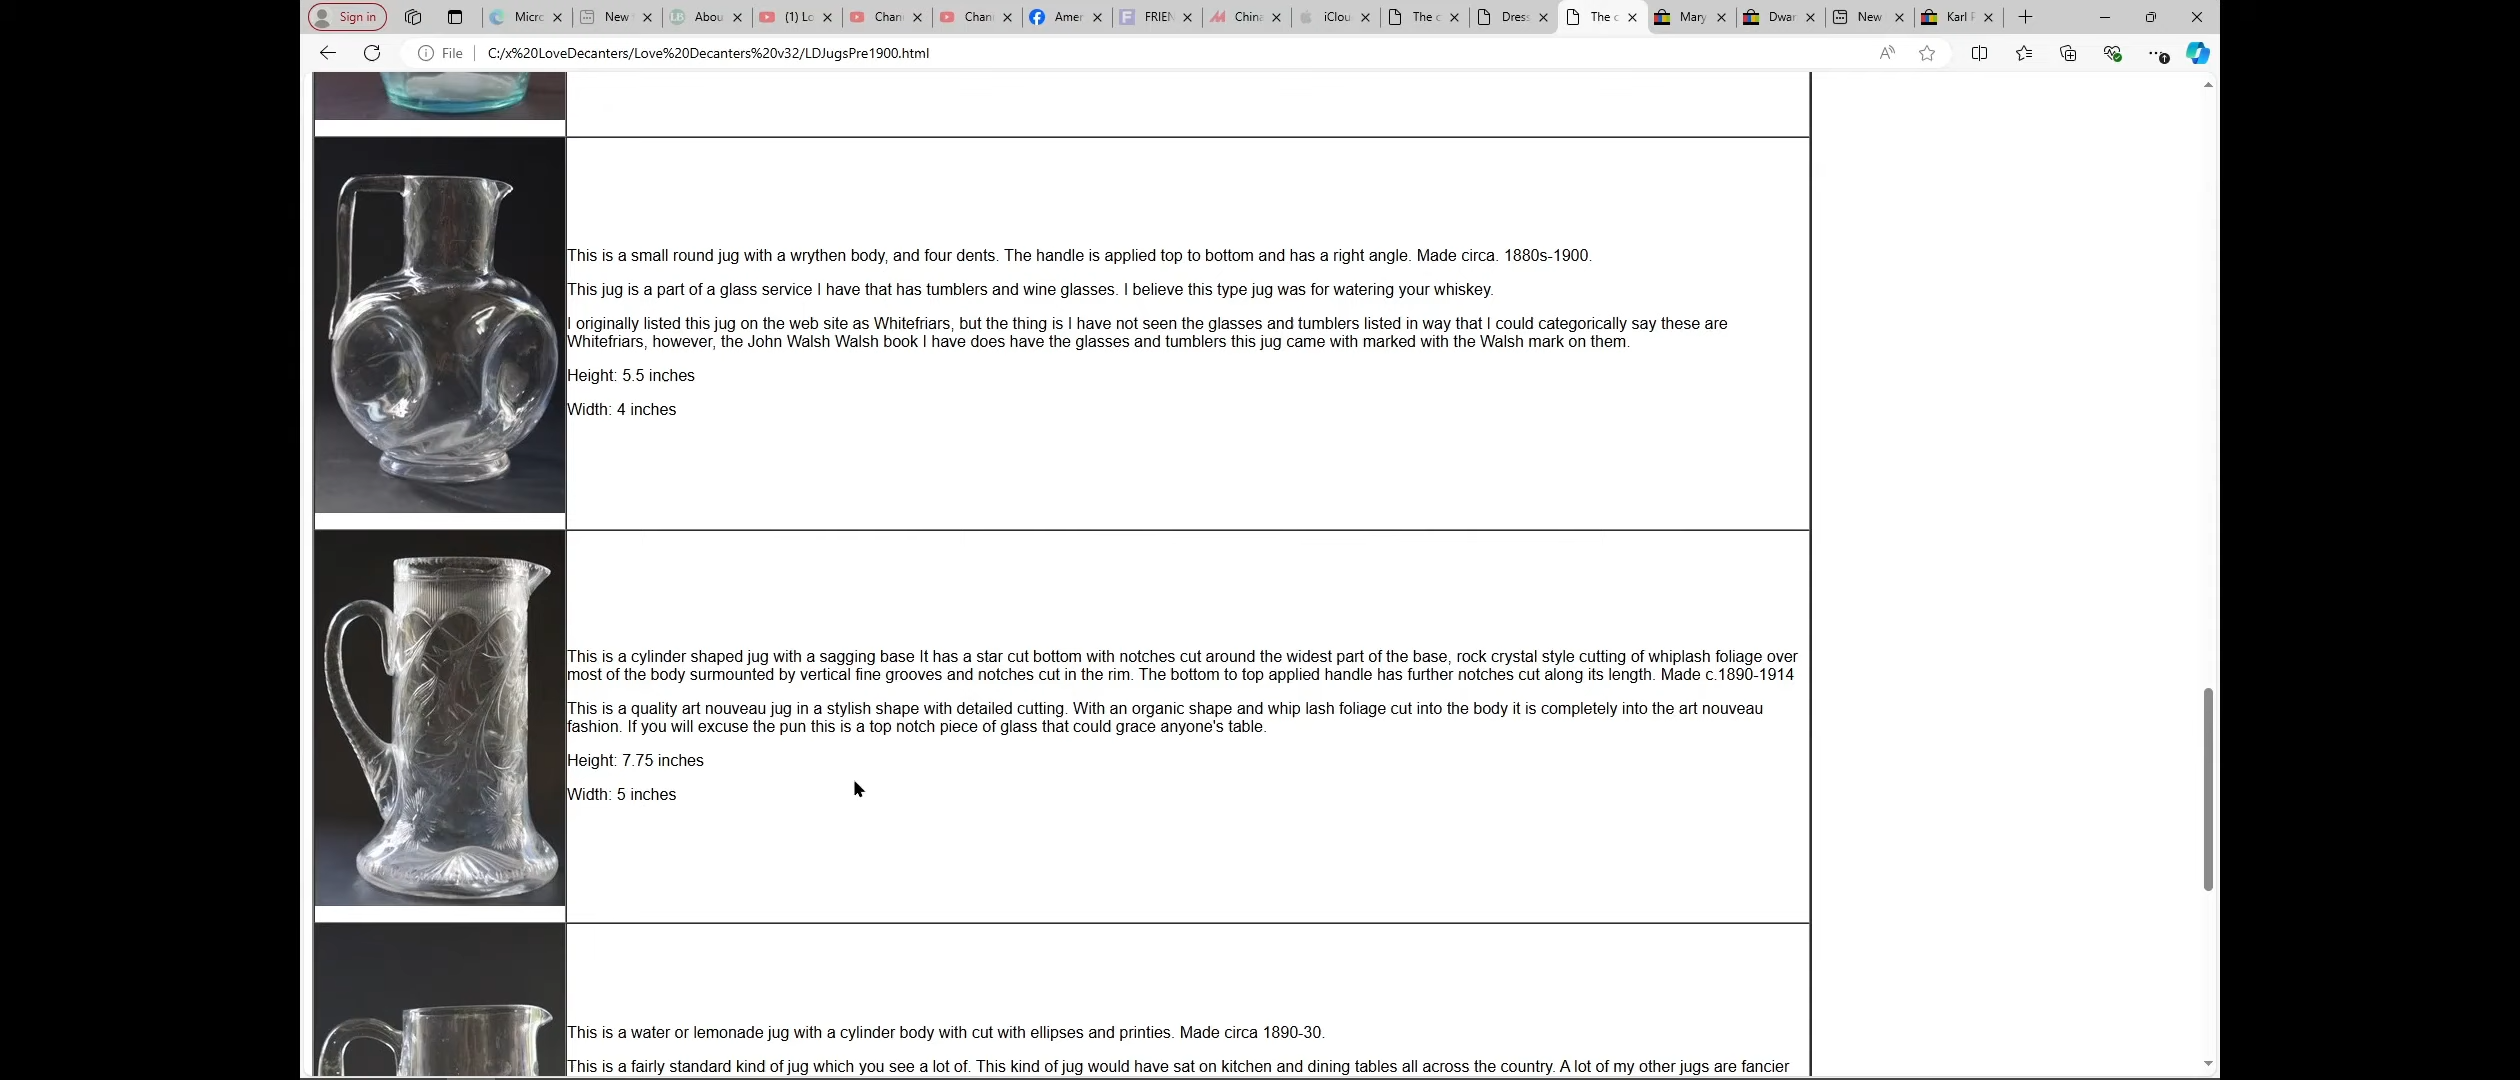 Sign in
Micro
New
Abou
(1) Lo
Chan
Chan
Amer
FRIEN
China
iClou
The c
Dress
The c
Mary
Dwar
New
Karl F
File
C:/x%20LoveDecanters/Love%20Decanters%20v32/LDJugsPre1900.html
This is a small round jug with a wrythen body, and four dents. The handle is applied top to bottom and has a right angle. Made circa. 1880s-1900.
This jug is a part of a glass service I have that has tumblers and wine glasses. I believe this type jug was for watering your whiskey.
I originally listed this jug on the web site as Whitefriars, but the thing is I have not seen the glasses and tumblers listed in way that I could categorically say these are
Whitefriars, however, the John Walsh Walsh book I have does have the glasses and tumblers this jug came with marked with the Walsh mark on them.
Height: 5.5 inches
Width: 4 inches
This is a cylinder shaped jug with a sagging base It has a star cut bottom with notches cut around the widest part of the base, rock crystal style cutting of whiplash foliage over
most of the body surmounted by vertical fine grooves and notches cut in the rim. The bottom to top applied handle has further notches cut along its length. Made c.1890-1914
This is a quality art nouveau jug in a stylish shape with detailed cutting. With an organic shape and whip lash foliage cut into the body it is completely into the art nouveau
fashion. If you will excuse the pun this is a top notch piece of glass that could grace anyone's table.
Height: 7.75 inches
Width: 5 inches
This is a water or lemonade jug with a cylinder body with cut with ellipses and printies. Made circa 1890-30.
This is a fairly standard kind of jug which you see a lot of. This kind of jug would have sat on kitchen and dining tables all across the country. A lot of my other jugs are fancier